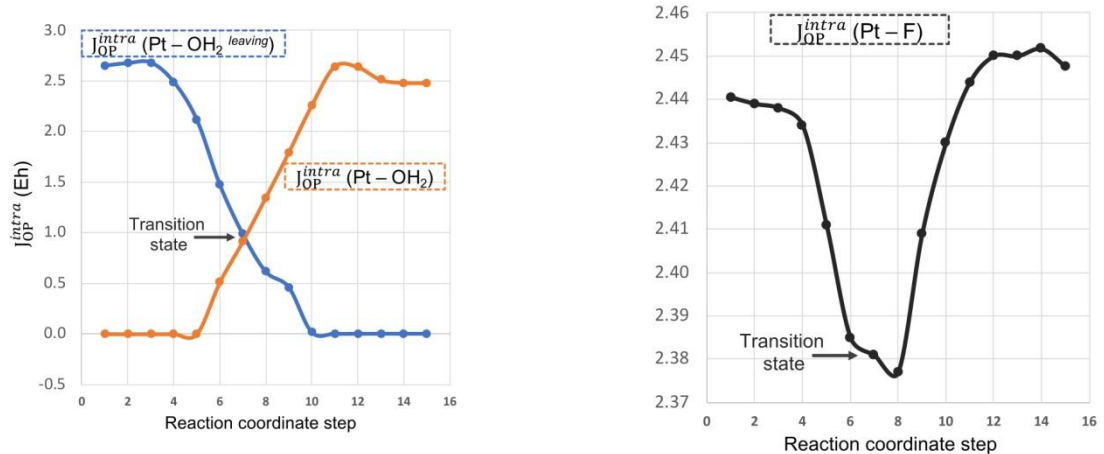 J_OP^intra (Pt – OH₂ ^leaving)
3.0
2.5
2.0
1.5
1.0
0.5
0.0
-0.5
J_OP^intra (Eh)
J_OP^intra (Pt – OH₂)
Transition
state
0 2 4 6 8 10 12 14 16
Reaction coordinate step
J_OP^intra (Pt – F)
2.46
2.45
2.44
2.43
2.42
2.41
2.40
2.39
2.38
2.37
Transition
state
0 2 4 6 8 10 12 14 16
Reaction coordinate step